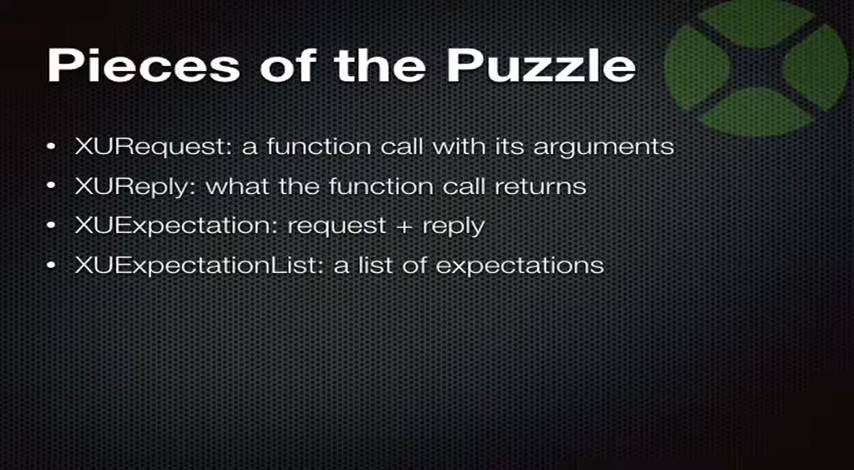 Pieces of the Puzzle
• XURequest: a function call with its arguments
• XUReply: what the function call returns
• XUExpectation: request + reply
• XUExpectationList: a list of expectations